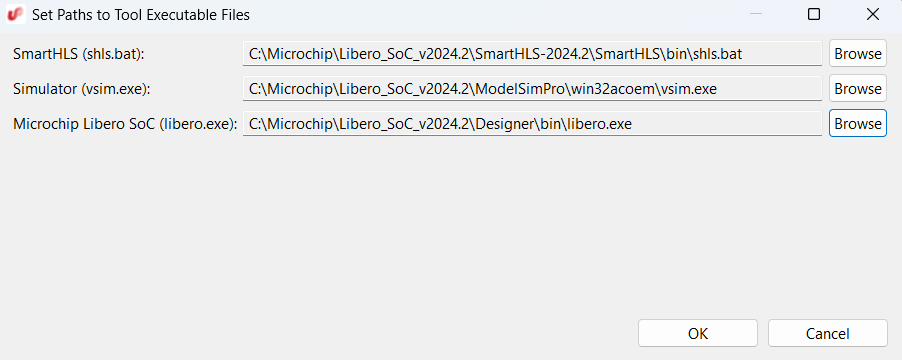 Set Paths to Tool Executable Files
SmartHLS (shls.bat): C:\Microchip\Libero_SoC_v2024.2\SmartHLS-2024.2\SmartHLS\bin\shls.bat Browse
Simulator (vsim.exe): C:\Microchip\Libero_SoC_v2024.2\ModelSimPro\win32acoem\vsim.exe Browse
Microchip Libero SoC (libero.exe): C:\Microchip\Libero_SoC_v2024.2\Designer\bin\libero.exe Browse
OK Cancel